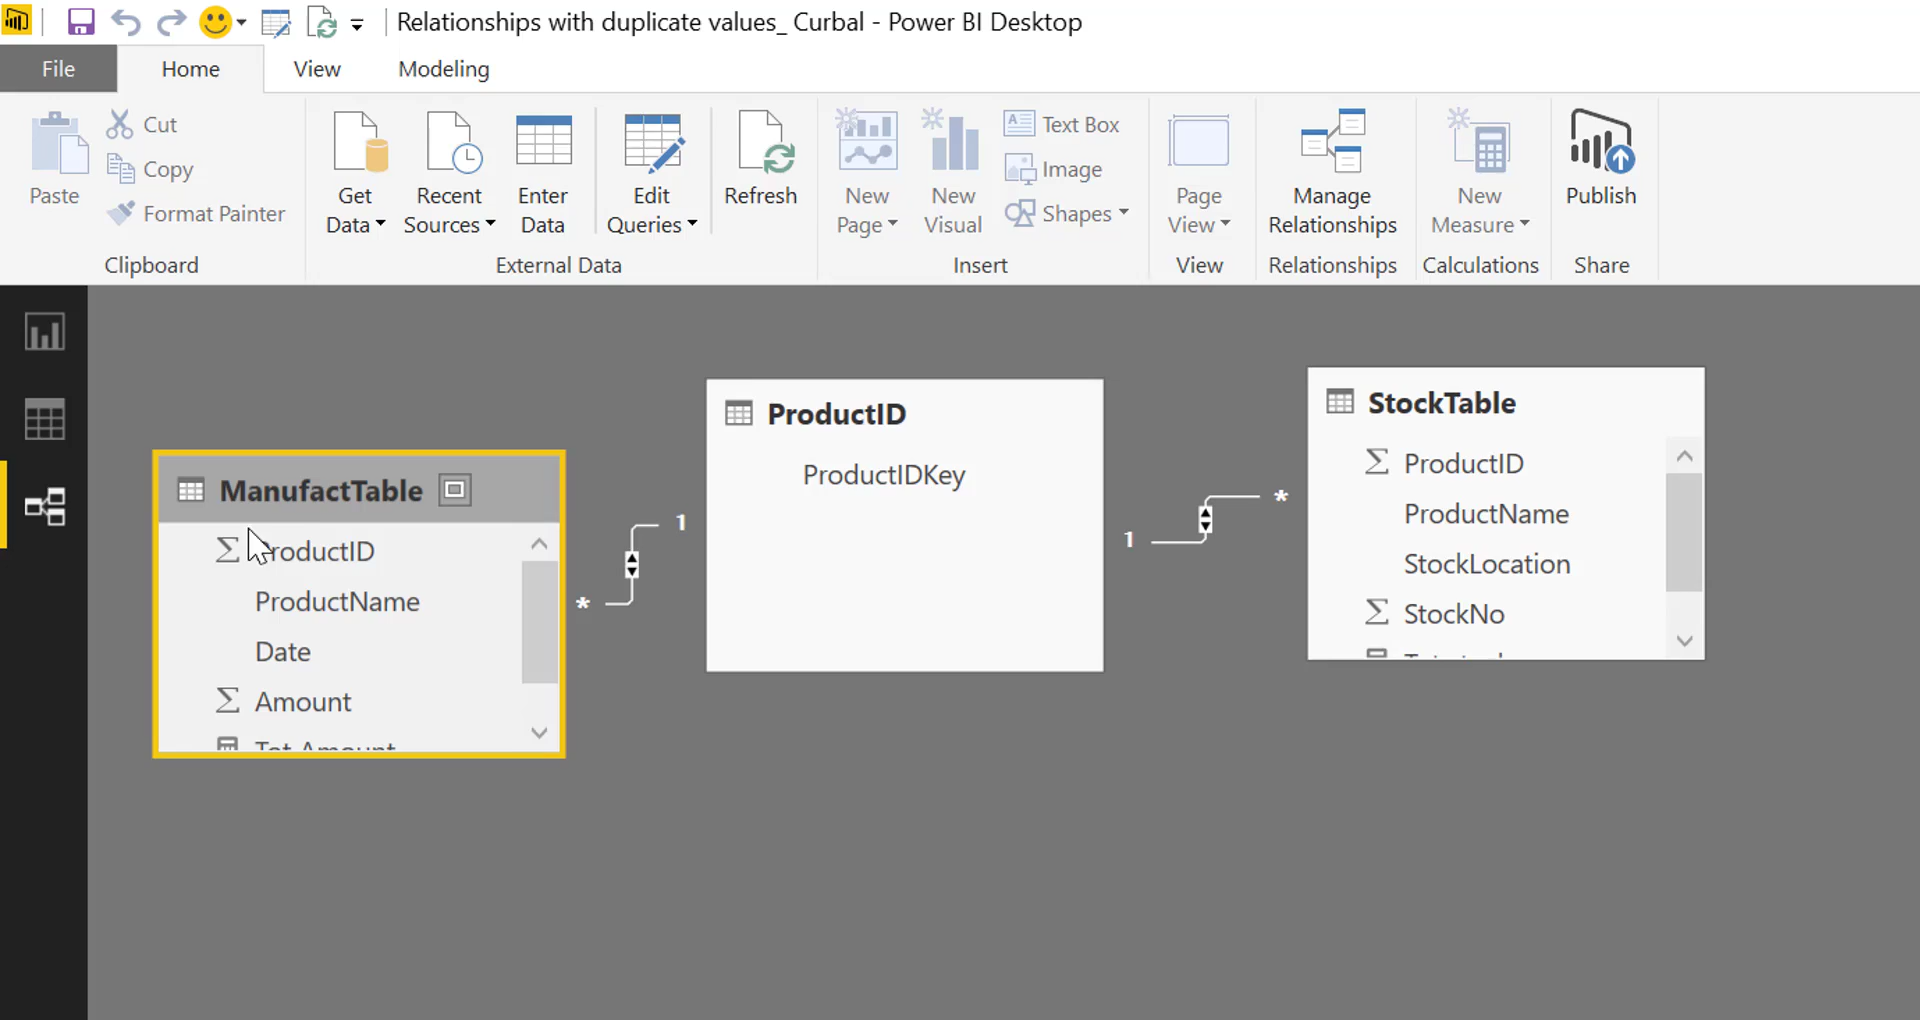 Relationships with duplicate values_ Curbal - Power BI Desktop
File Home View Modeling
Paste
Cut
Copy
Format Painter
Clipboard
Get Data
Recent Sources
Enter Data
Edit Queries
Refresh
External Data
New Page
New Visual
Text Box
Image
Shapes
Insert
Page View
View
Manage Relationships
Relationships
New Measure
Calculations
Publish
Share
ManufactTable
ProductID
ProductName
Date
Σ Amount
Tot Amount
* 1
ProductID
ProductIDKey
1 *
StockTable
Σ ProductID
ProductName
StockLocation
Σ StockNo